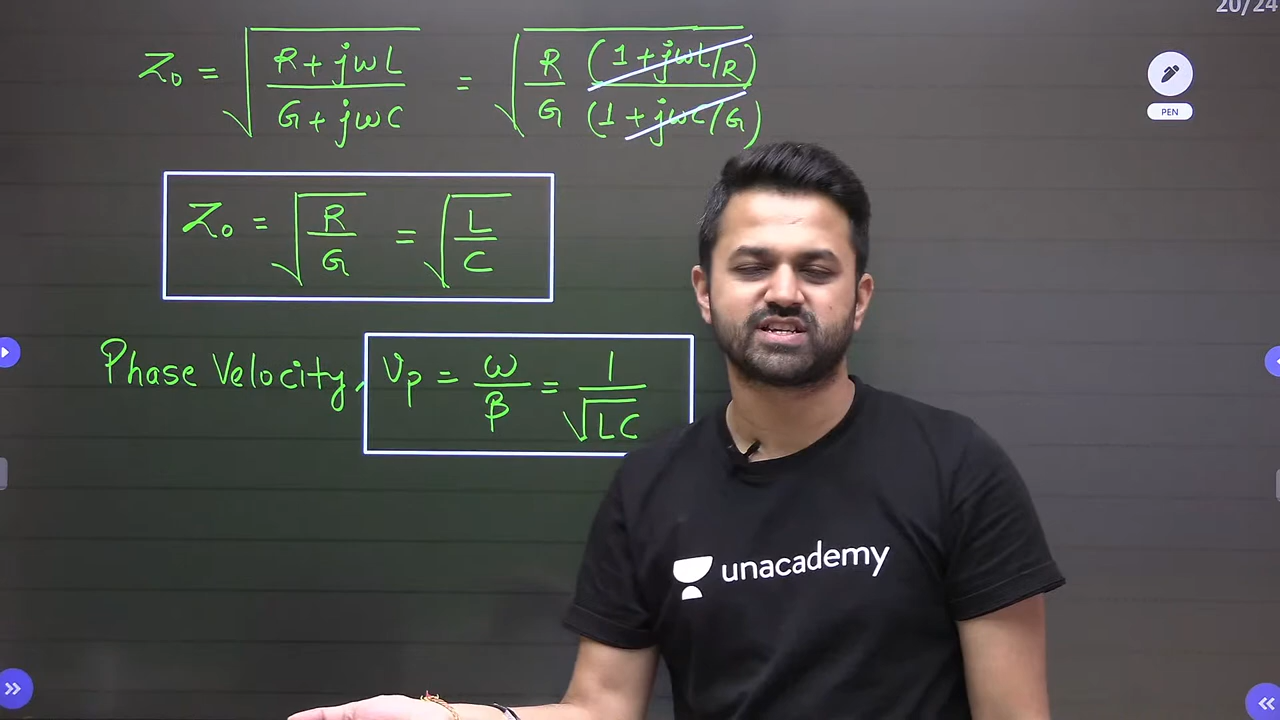 20/24
Z₀ = √((R + jωL)/(G + jωC)) = √(R/G (1 + jωL/R)/(1 + jωC/G))
PEN
Z₀ = √(R/G) = √(L/C)
Phase Velocity, Vp = ω/β = 1/√(LC)
unacademy